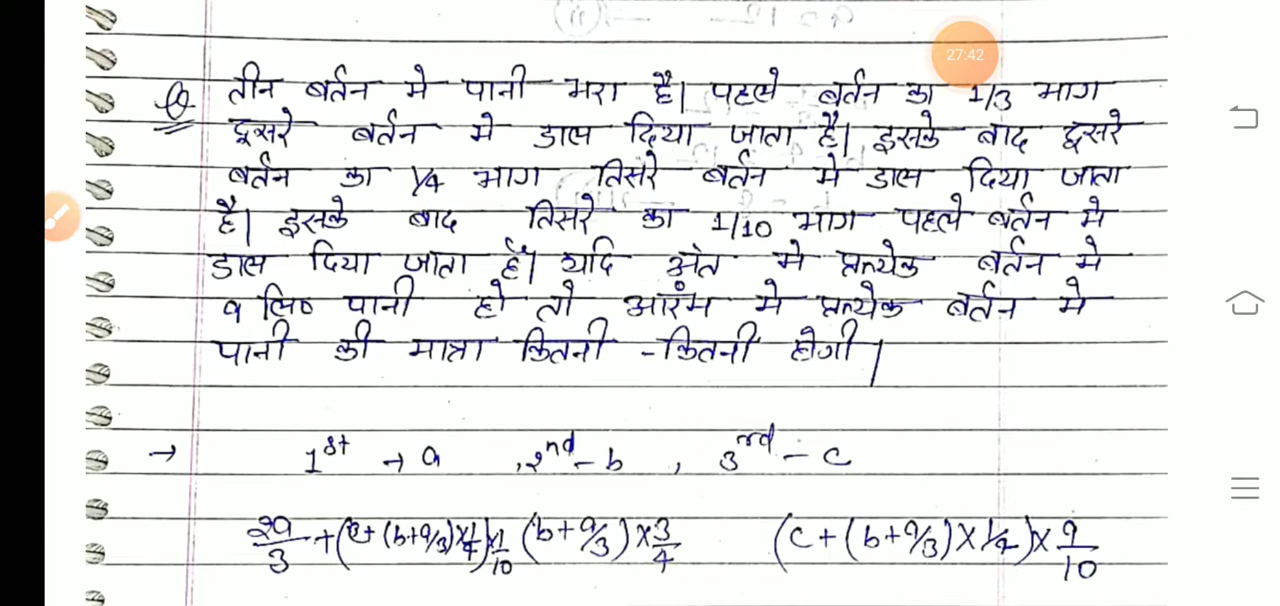 27:42
Q तीन बर्तन मे पानी भरा है। पहले बर्तन का 1/3 भाग
दूसरे बर्तन मे डाल दिया जाता है। इसके बाद दूसरे
बर्तन का 1/4 भाग तिसरे बर्तन मे डाल दिया जाता
है। इसके बाद तिसरे का 1/10 भाग पहले बर्तन मे
डाल दिया जाता है। यदि अंत मे प्रत्येक बर्तन मे
9 लि० पानी हो तो आरंभ मे प्रत्येक बर्तन मे
पानी की मात्रा कितनी -कितनी होगी।
→ 1st → a , 2nd - b , 3rd - c
2a/3 + (c+(b+a/3)×1/4)×1/10 (b+a/3)×3/4 (c+(b+a/3)×1/4)×9/10